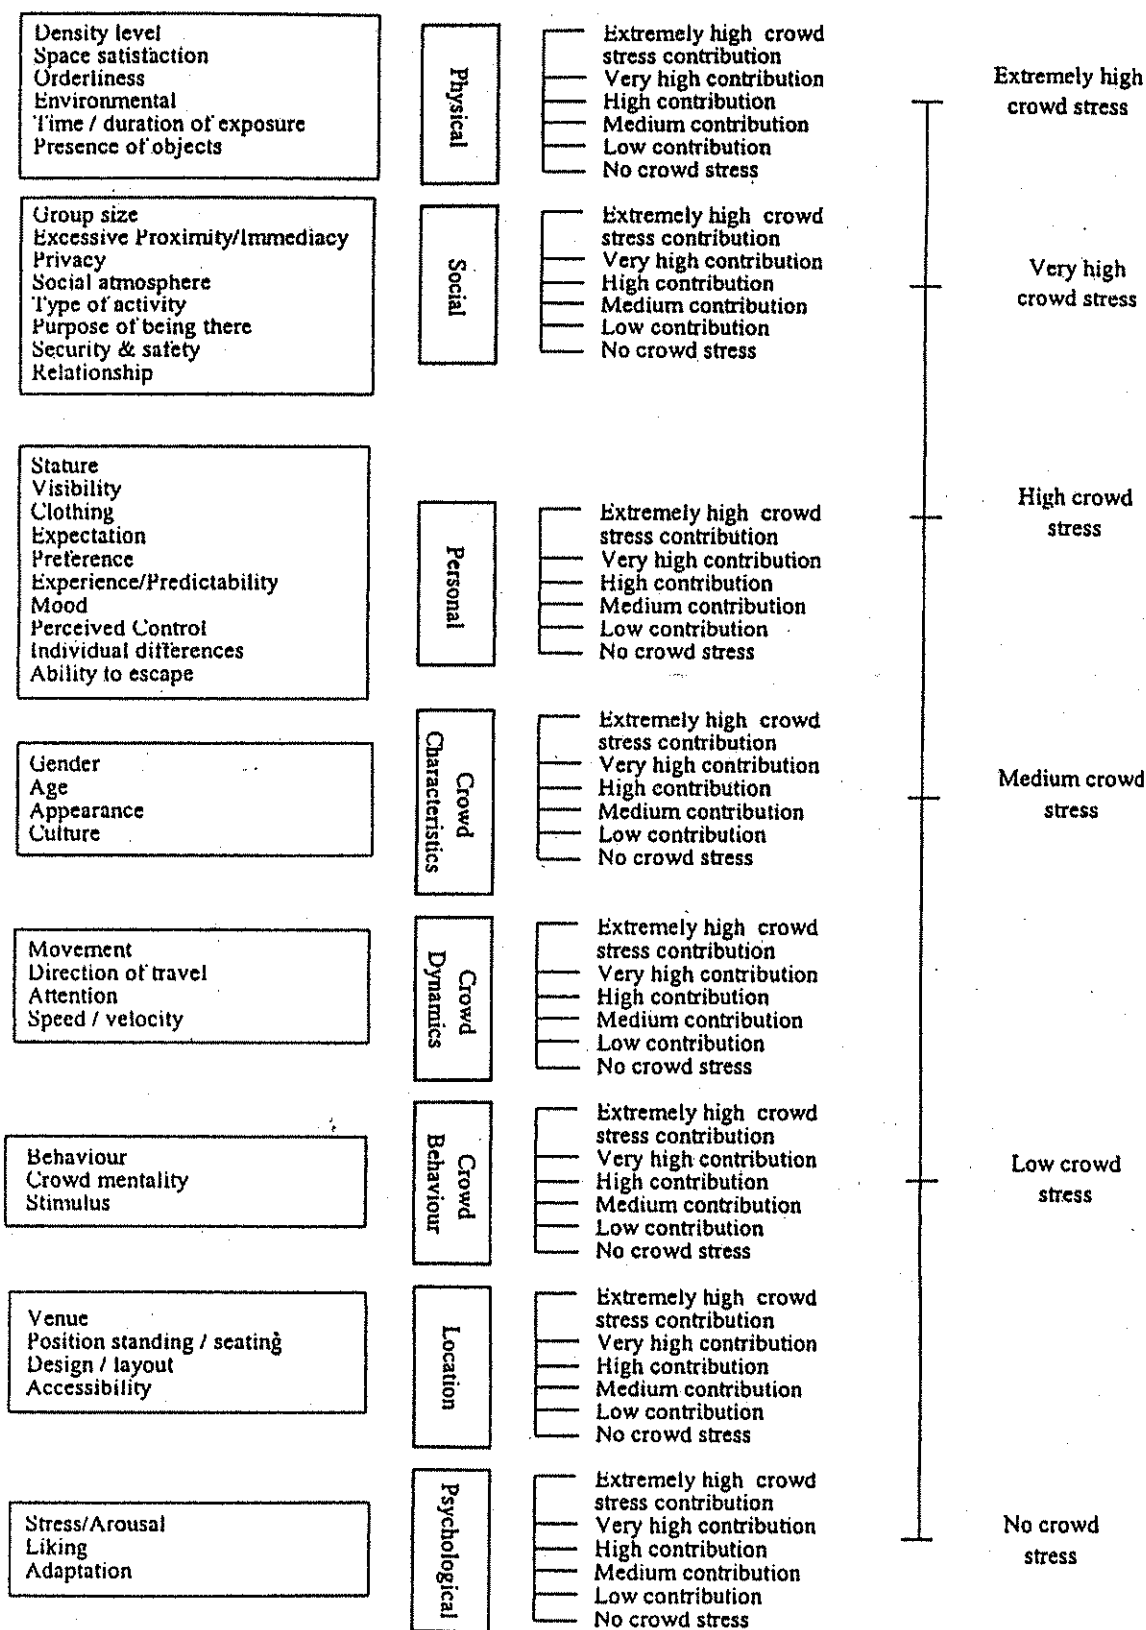 Density level
Space satisfaction
Orderliness
Environmental
Time / duration of exposure
Presence of objects
Physical
Extremely high crowd
stress contribution
Very high contribution
High contribution
Medium contribution
Low contribution
No crowd stress
Group size
Excessive Proximity/Immediacy
Privacy
Social atmosphere
Type of activity
Purpose of being there
Security & safety
Relationship
Social
Extremely high crowd
stress contribution
Very high contribution
High contribution
Medium contribution
Low contribution
No crowd stress
Stature
Visibility
Clothing
Expectation
Preference
Experience/Predictability
Mood
Perceived Control
Individual differences
Ability to escape
Personal
Extremely high crowd
stress contribution
Very high contribution
High contribution
Medium contribution
Low contribution
No crowd stress
Gender
Age
Appearance
Culture
Crowd
Characteristics
Extremely high crowd
stress contribution
Very high contribution
High contribution
Medium contribution
Low contribution
No crowd stress
Movement
Direction of travel
Attention
Speed / velocity
Crowd
Dynamics
Extremely high crowd
stress contribution
Very high contribution
High contribution
Medium contribution
Low contribution
No crowd stress
Behaviour
Crowd mentality
Stimulus
Crowd
Behaviour
Extremely high crowd
stress contribution
Very high contribution
High contribution
Medium contribution
Low contribution
No crowd stress
Venue
Position standing / seating
Design / layout
Accessibility
Location
Extremely high crowd
stress contribution
Very high contribution
High contribution
Medium contribution
Low contribution
No crowd stress
Stress/Arousal
Liking
Adaptation
Psychological
Extremely high crowd
stress contribution
Very high contribution
High contribution
Medium contribution
Low contribution
No crowd stress
Extremely high
crowd stress
Very high
crowd stress
High crowd
stress
Medium crowd
stress
Low crowd
stress
No crowd
stress